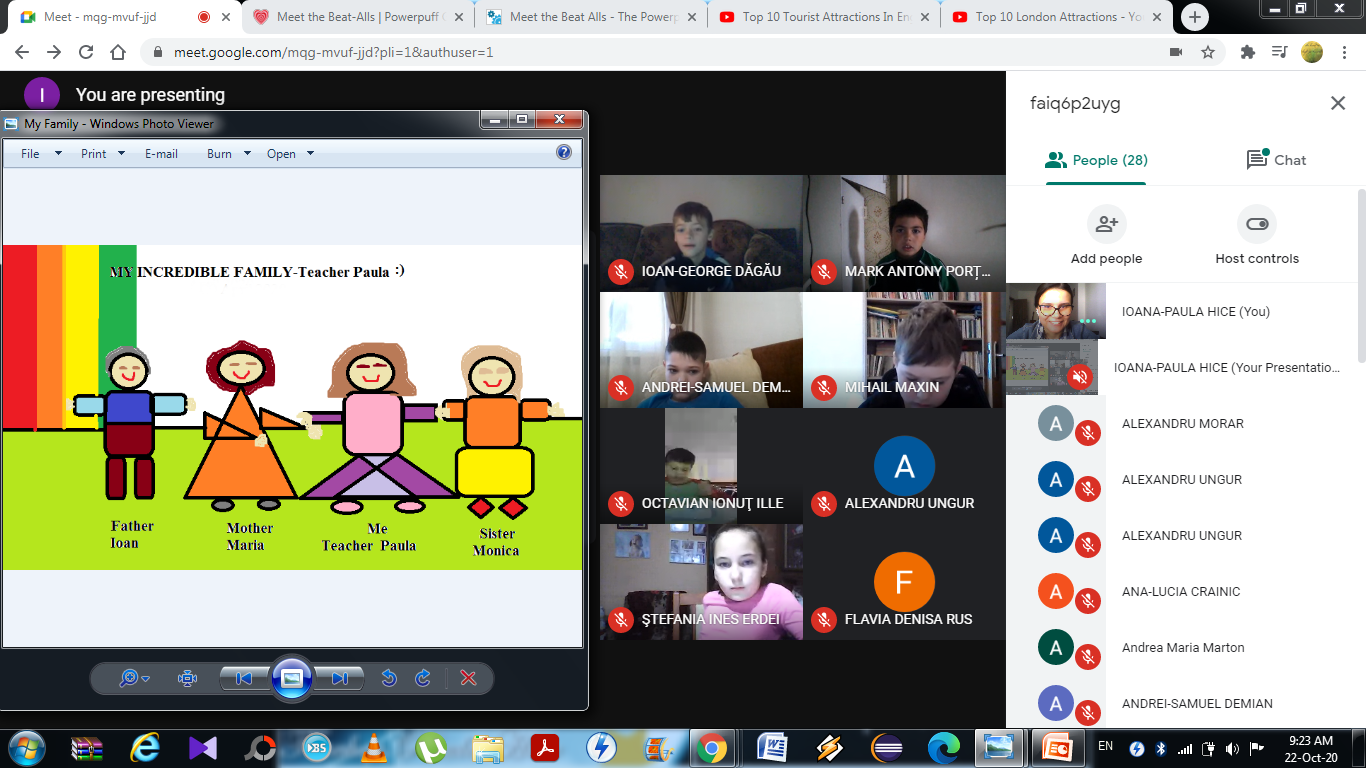 Meet - mqg-mvuf-jjd
Meet the Beat-Alls | Powerpuff G
Meet the Beat Alls - The Powerp
Top 10 Tourist Attractions In En
Top 10 London Attractions - Yo
meet.google.com/mqg-mvuf-jjd?pli=1&authuser=1
I
You are presenting
My Family - Windows Photo Viewer
File
Print
E-mail
Burn
Open
MY INCREDIBLE FAMILY-Teacher Paula :)
Father
Ioan
Mother
Maria
Me
Teacher Paula
Sister
Monica
IOAN-GEORGE DĂGĂU
MARK ANTONY PORȚ...
ANDREI-SAMUEL DEM...
MIHAIL MAXIN
OCTAVIAN IONUŢ ILLE
A
ALEXANDRU UNGUR
ŞTEFANIA INES ERDEI
F
FLAVIA DENISA RUS
faiq6p2uyg
People (28)
Chat
Add people
Host controls
IOANA-PAULA HICE (You)
IOANA-PAULA HICE (Your Presentatio...
A
ALEXANDRU MORAR
A
ALEXANDRU UNGUR
A
ALEXANDRU UNGUR
A
ANA-LUCIA CRAINIC
A
Andrea Maria Marton
A
ANDREI-SAMUEL DEMIAN
BS
EN
9:23 AM
22-Oct-20